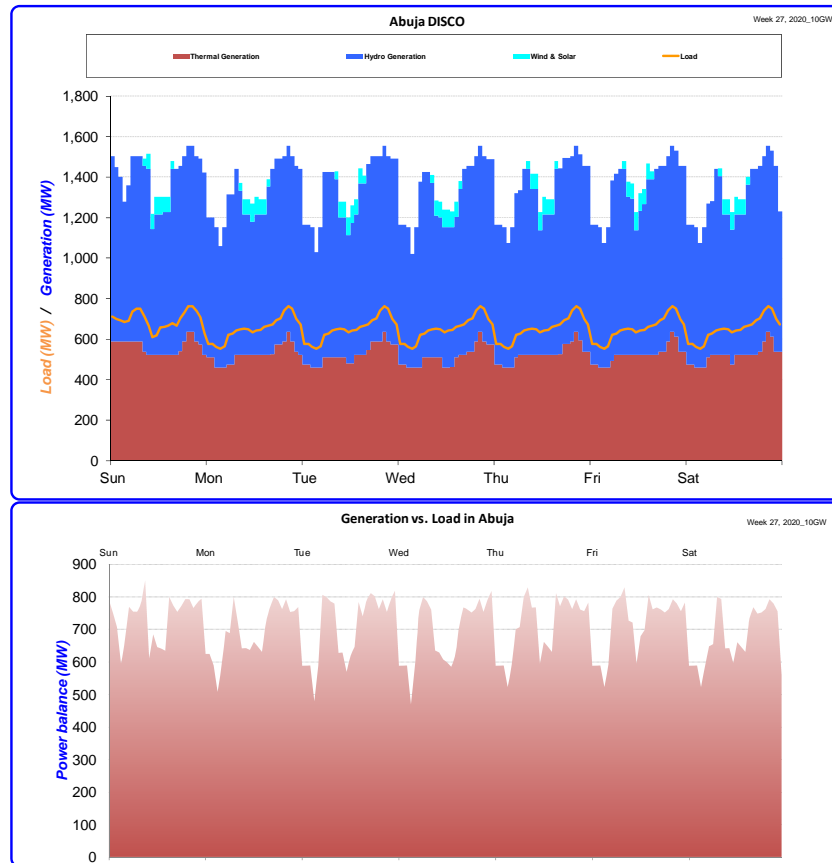 Abuja DISCO
Week 27, 2020_10GW
Thermal Generation
Hydro Generation
Wind & Solar
Load
Load (MW) / Generation (MW)
1,800
1,600
1,400
1,200
1,000
800
600
400
200
0
Sun Mon Tue Wed Thu Fri Sat
Generation vs. Load in Abuja
Week 27, 2020_10GW
Sun Mon Tue Wed Thu Fri Sat
Power balance (MW)
900
800
700
600
500
400
300
200
100
0